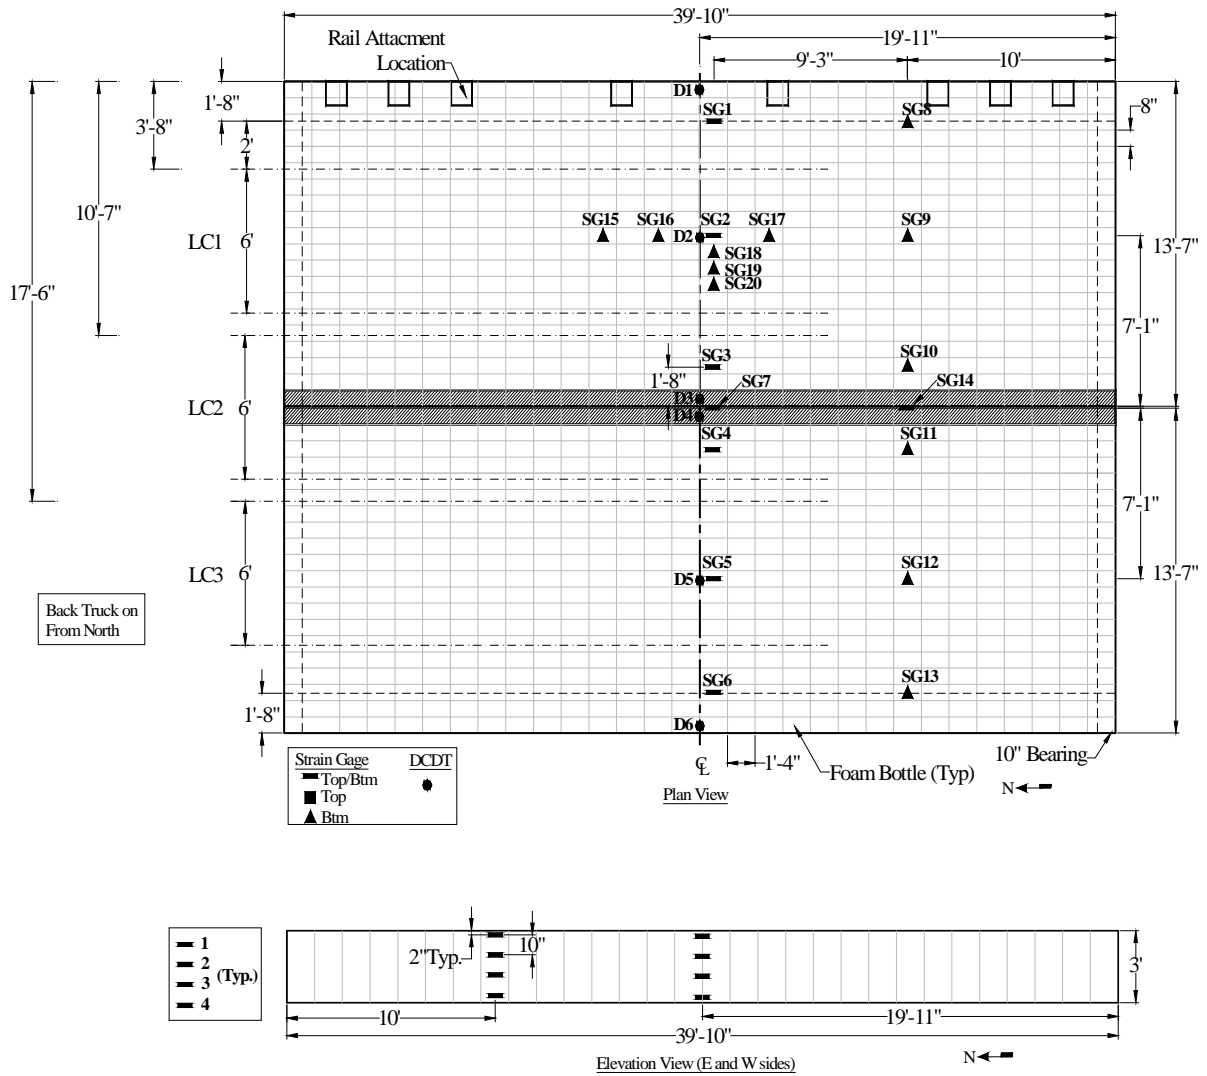 39'-10"
Rail Attacment
Location
19'-11"
9'-3"
10'
D1
1'-8"
SG1
SG8
8"
3'-8"
2'
10'-7"
SG15
SG16
SG2
SG17
SG9
LC1
6'
D2
13'-7"
SG18
SG19
SG20
17'-6"
7'-1"
SG3
SG10
1'-8"
SG7
SG14
D3
LC2
6'
D4
SG4
SG11
7'-1"
SG5
SG12
LC3
6'
D5
13'-7"
Back Truck on
From North
SG6
SG13
1'-8"
D6
10" Bearing
Strain Gage
DCDT
Top/Btm
Top
Btm
℄
1'-4"
Foam Bottle (Typ)
Plan View
N
1
2
3
4
(Typ.)
2"Typ.
10"
3'
10'
19'-11"
39'-10"
Elevation View (E and W sides)
N